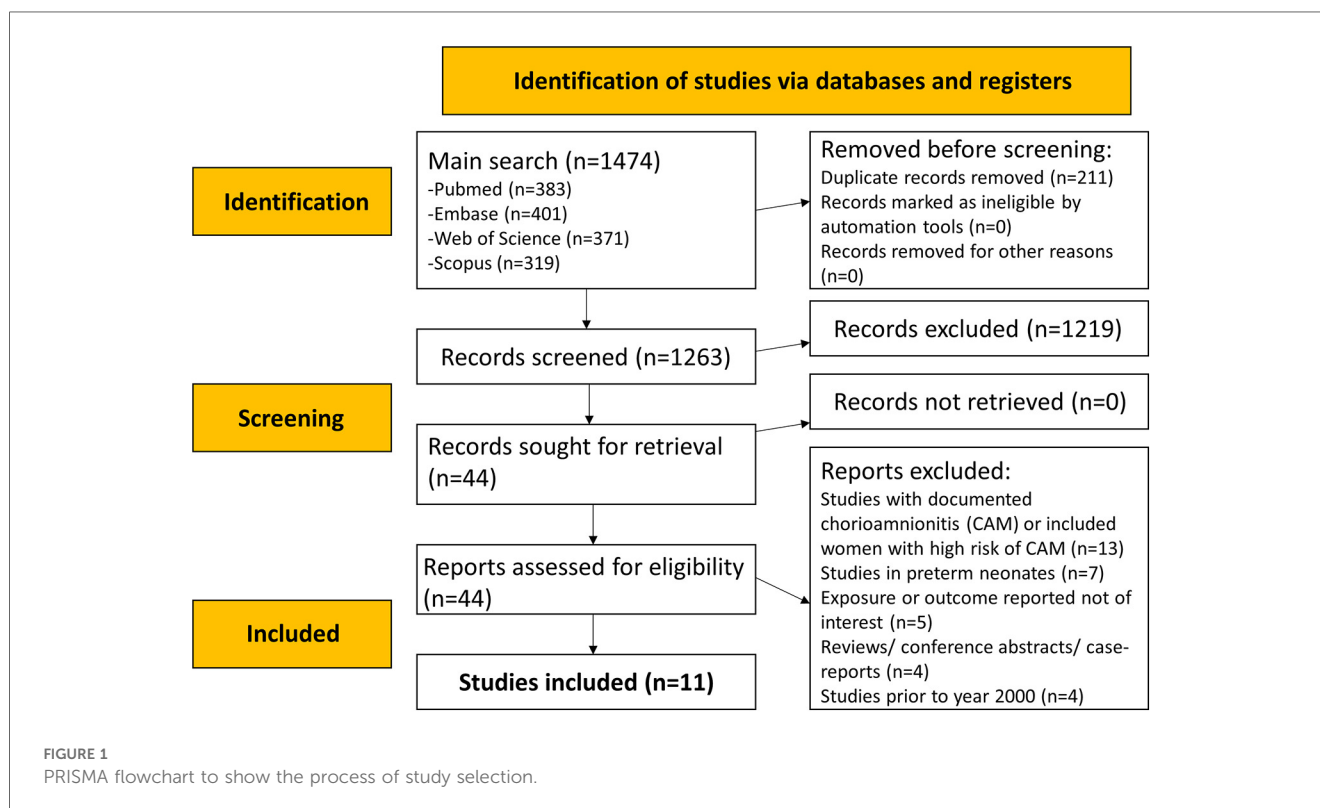 Identification of studies via databases and registers
Identification
Main search (n=1474)
-Pubmed (n=383)
-Embase (n=401)
-Web of Science (n=371)
-Scopus (n=319)
Removed before screening:
Duplicate records removed (n=211)
Records marked as ineligible by
automation tools (n=0)
Records removed for other reasons
(n=0)
Records screened (n=1263)
Records excluded (n=1219)
Screening
Records not retrieved (n=0)
Records sought for retrieval
(n=44)
Reports assessed for eligibility
(n=44)
Reports excluded:
Studies with documented
chorioamnionitis (CAM) or included
women with high risk of CAM (n=13)
Studies in preterm neonates (n=7)
Exposure or outcome reported not of
interest (n=5)
Reviews/ conference abstracts/ case-
reports (n=4)
Studies prior to year 2000 (n=4)
Included
Studies included (n=11)
FIGURE 1
PRISMA flowchart to show the process of study selection.